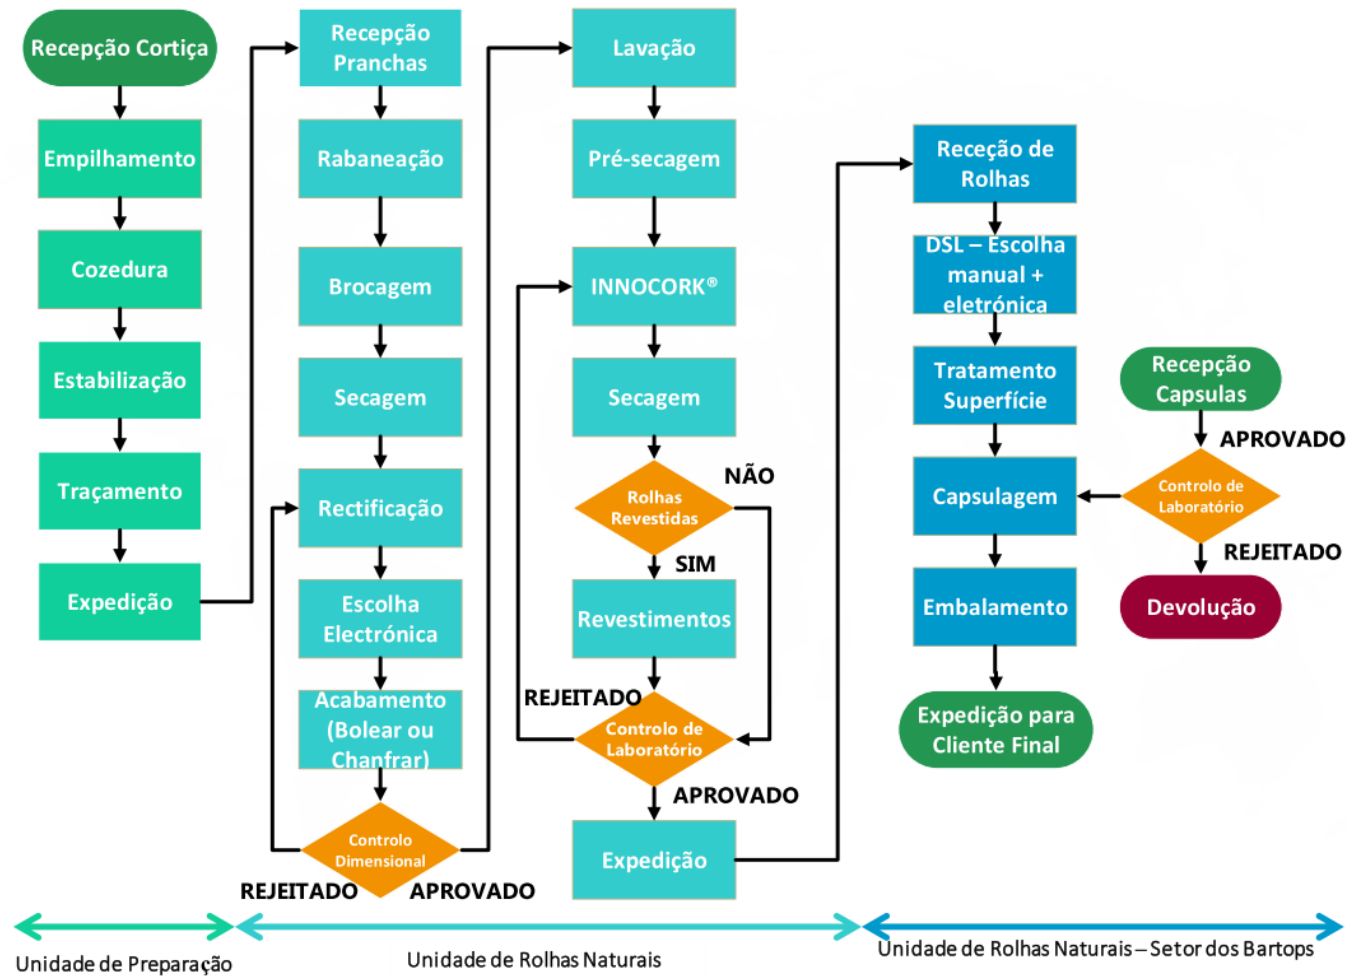 Recepção Cortiça
Empilhamento
Cozedura
Estabilização
Traçamento
Expedição
Recepção
Pranchas
Rabaneação
Brocagem
Secagem
Rectificação
Escolha
Electrónica
Acabamento
(Bolear ou
Chanfrar)
Controlo
Dimensional
REJEITADO
APROVADO
Lavação
Pré-secagem
INNOCORK®
Secagem
Rolhas
Revestidas
NÃO
SIM
Revestimentos
REJEITADO
Controlo de
Laboratório
APROVADO
Expedição
Receção de
Rolhas
DSL – Escolha
manual +
eletrónica
Tratamento
Superfície
Capsulagem
Embalamento
Expedição para
Cliente Final
Recepção
Capsulas
APROVADO
Controlo de
Laboratório
REJEITADO
Devolução
Unidade de Preparação
Unidade de Rolhas Naturais
Unidade de Rolhas Naturais – Setor dos Bartops